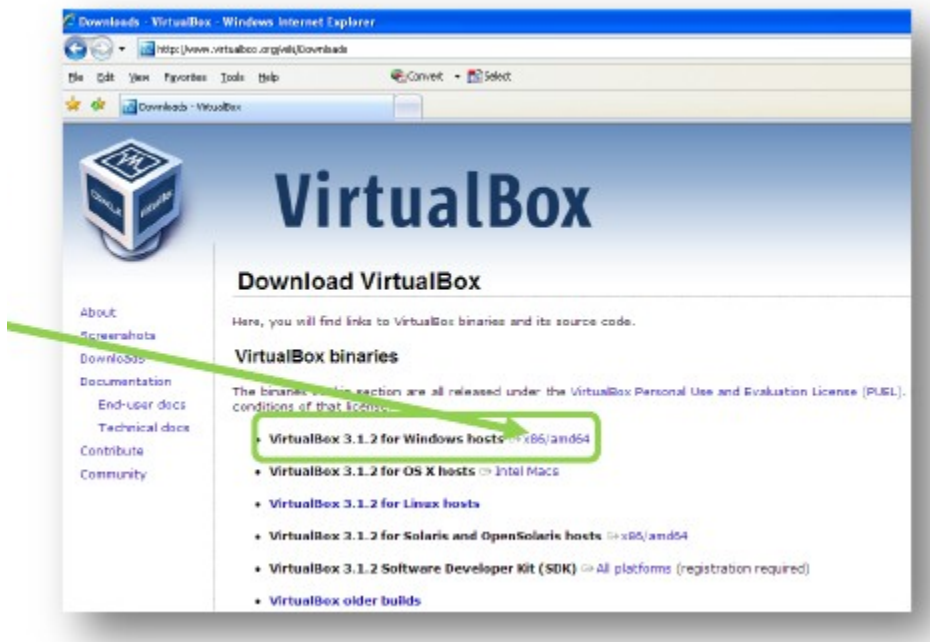 Downloads - VirtualBox - Windows Internet Explorer
http://www.virtualbox.org/wiki/Downloads
File Edit View Favorites Tools Help Convert Select
Downloads - VirtualBox
ORACLE VirtualBox
VirtualBox
Download VirtualBox
About
Here, you will find links to VirtualBox binaries and its source code.
Screenshots
Downloads
VirtualBox binaries
Documentation
The binaries in section are all released under the VirtualBox Personal Use and Evaluation License (PUEL).
End-user docs
conditions of that license.
Technical docs
VirtualBox 3.1.2 for Windows hosts x86/amd64
Contribute
Community
VirtualBox 3.1.2 for OS X hosts Intel Macs
VirtualBox 3.1.2 for Linux hosts
VirtualBox 3.1.2 for Solaris and OpenSolaris hosts x86/amd64
VirtualBox 3.1.2 Software Developer Kit (SDK) All platforms (registration required)
VirtualBox older builds